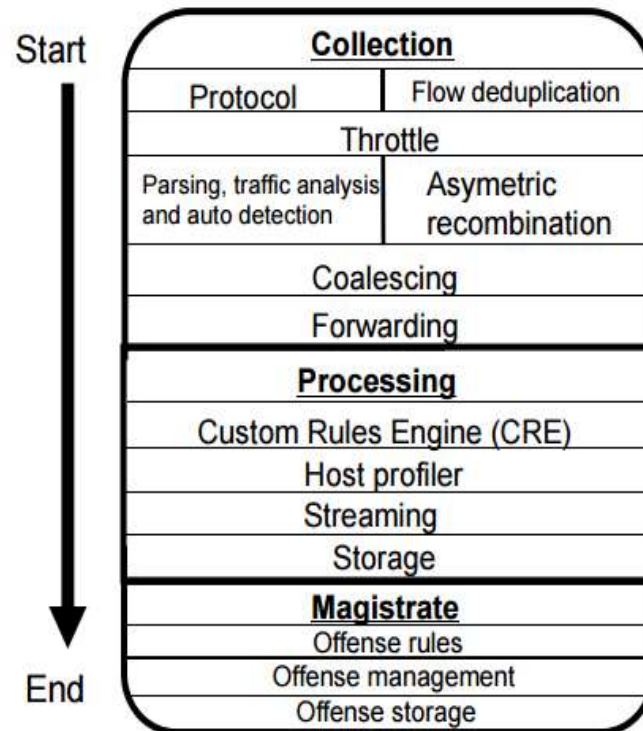 Start
Collection
Protocol
Flow deduplication
Throttle
Parsing, traffic analysis
and auto detection
Asymetric
recombination
Coalescing
Forwarding
Processing
Custom Rules Engine (CRE)
Host profiler
Streaming
Storage
Magistrate
Offense rules
End
Offense management
Offense storage